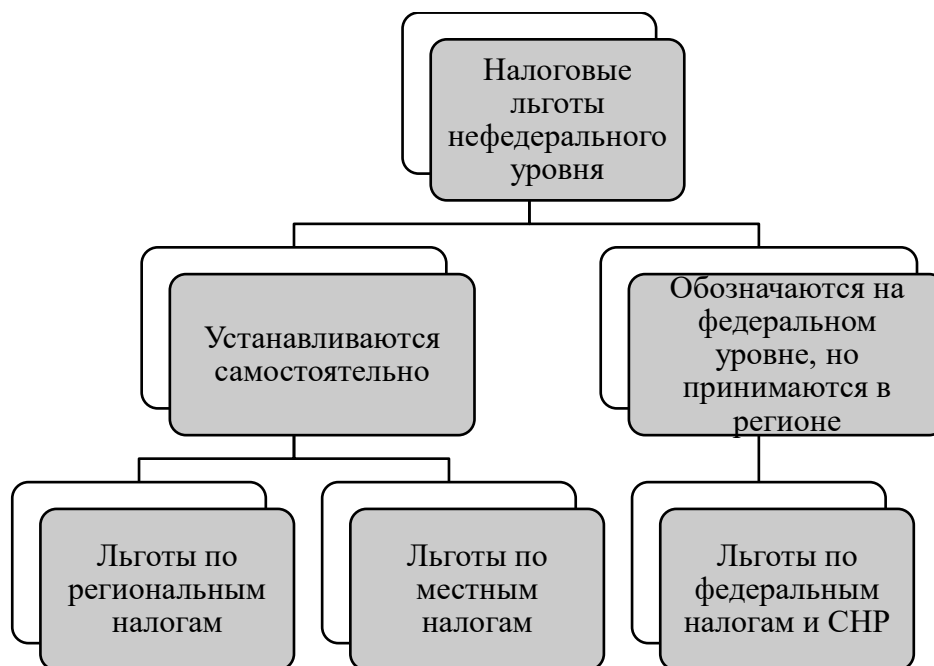 Налоговые
льготы
нефедерального
уровня
Устанавливаются
самостоятельно
Обозначаются на
федеральном
уровне, но
принимаются в
регионе
Льготы по
региональным
налогам
Льготы по
местным
налогам
Льготы по
федеральным
налогам и СНР